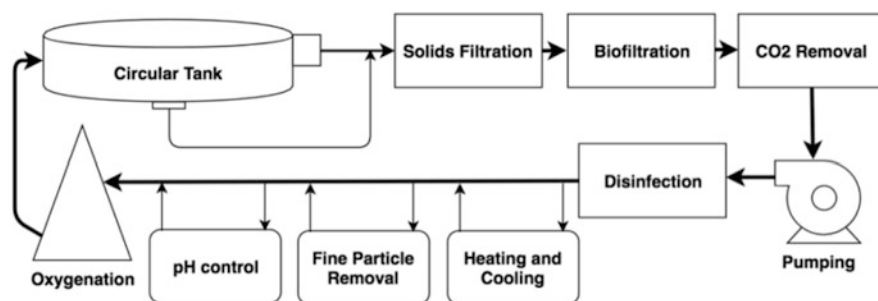 Circular Tank
Solids Filtration
Biofiltration
CO2 Removal
Disinfection
Pumping
Oxygenation
pH control
Fine Particle
Removal
Heating and
Cooling